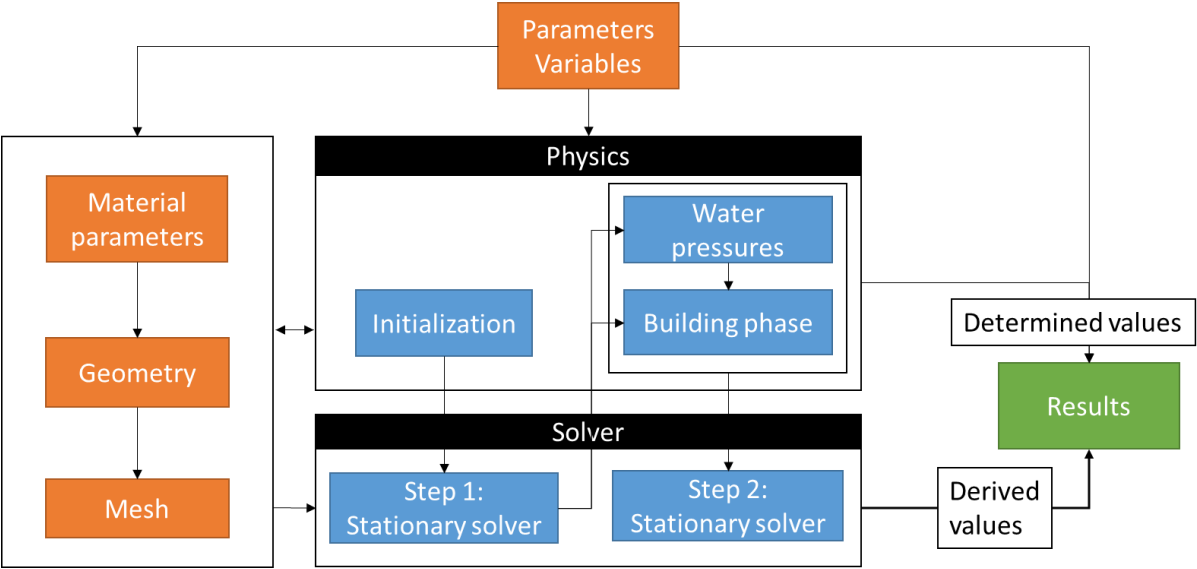 Parameters
Variables
Physics
Material
parameters
Water
pressures
Initialization
Building phase
Determined values
Geometry
Results
Solver
Mesh
Step 1:
Stationary solver
Step 2:
Stationary solver
Derived
values